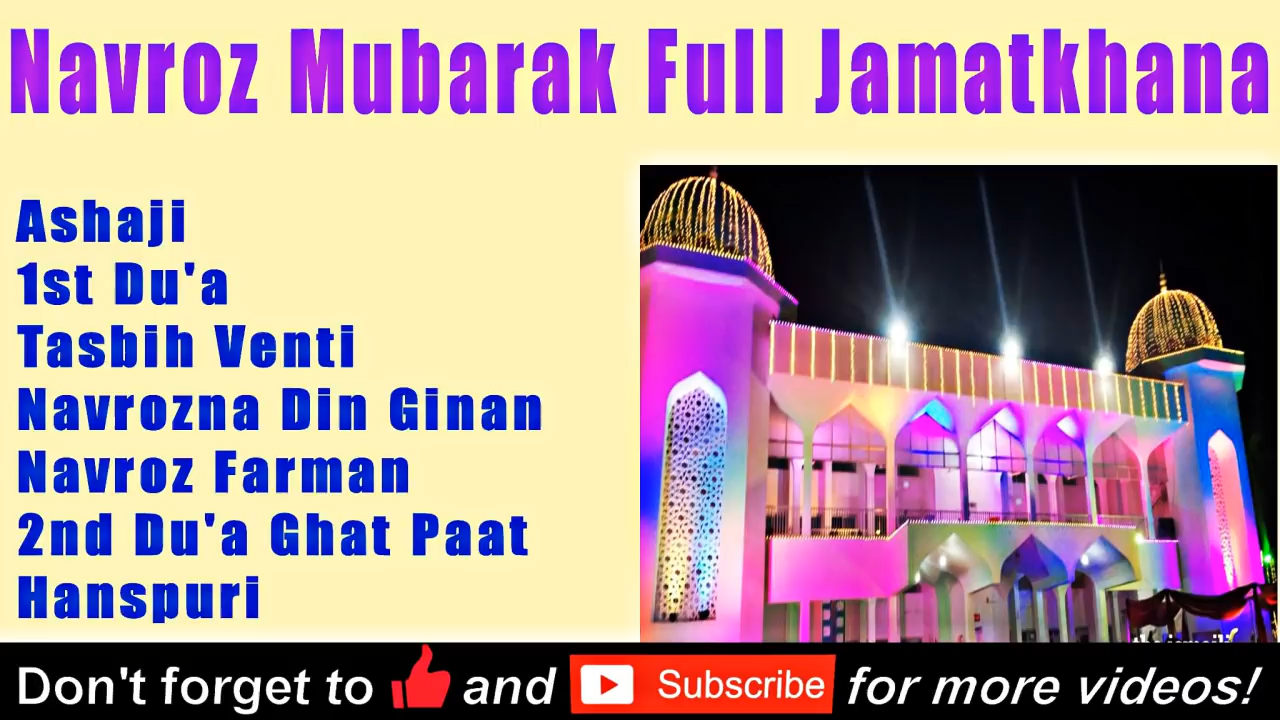 Navroz Mubarak Full Jamatkhana
Ashaji
1st Du'a
Tasbih Venti
Navrozna Din Ginan
Navroz Farman
2nd Du'a Ghat Paat
Hanspuri
Don't forget to and Subscribe for more videos!